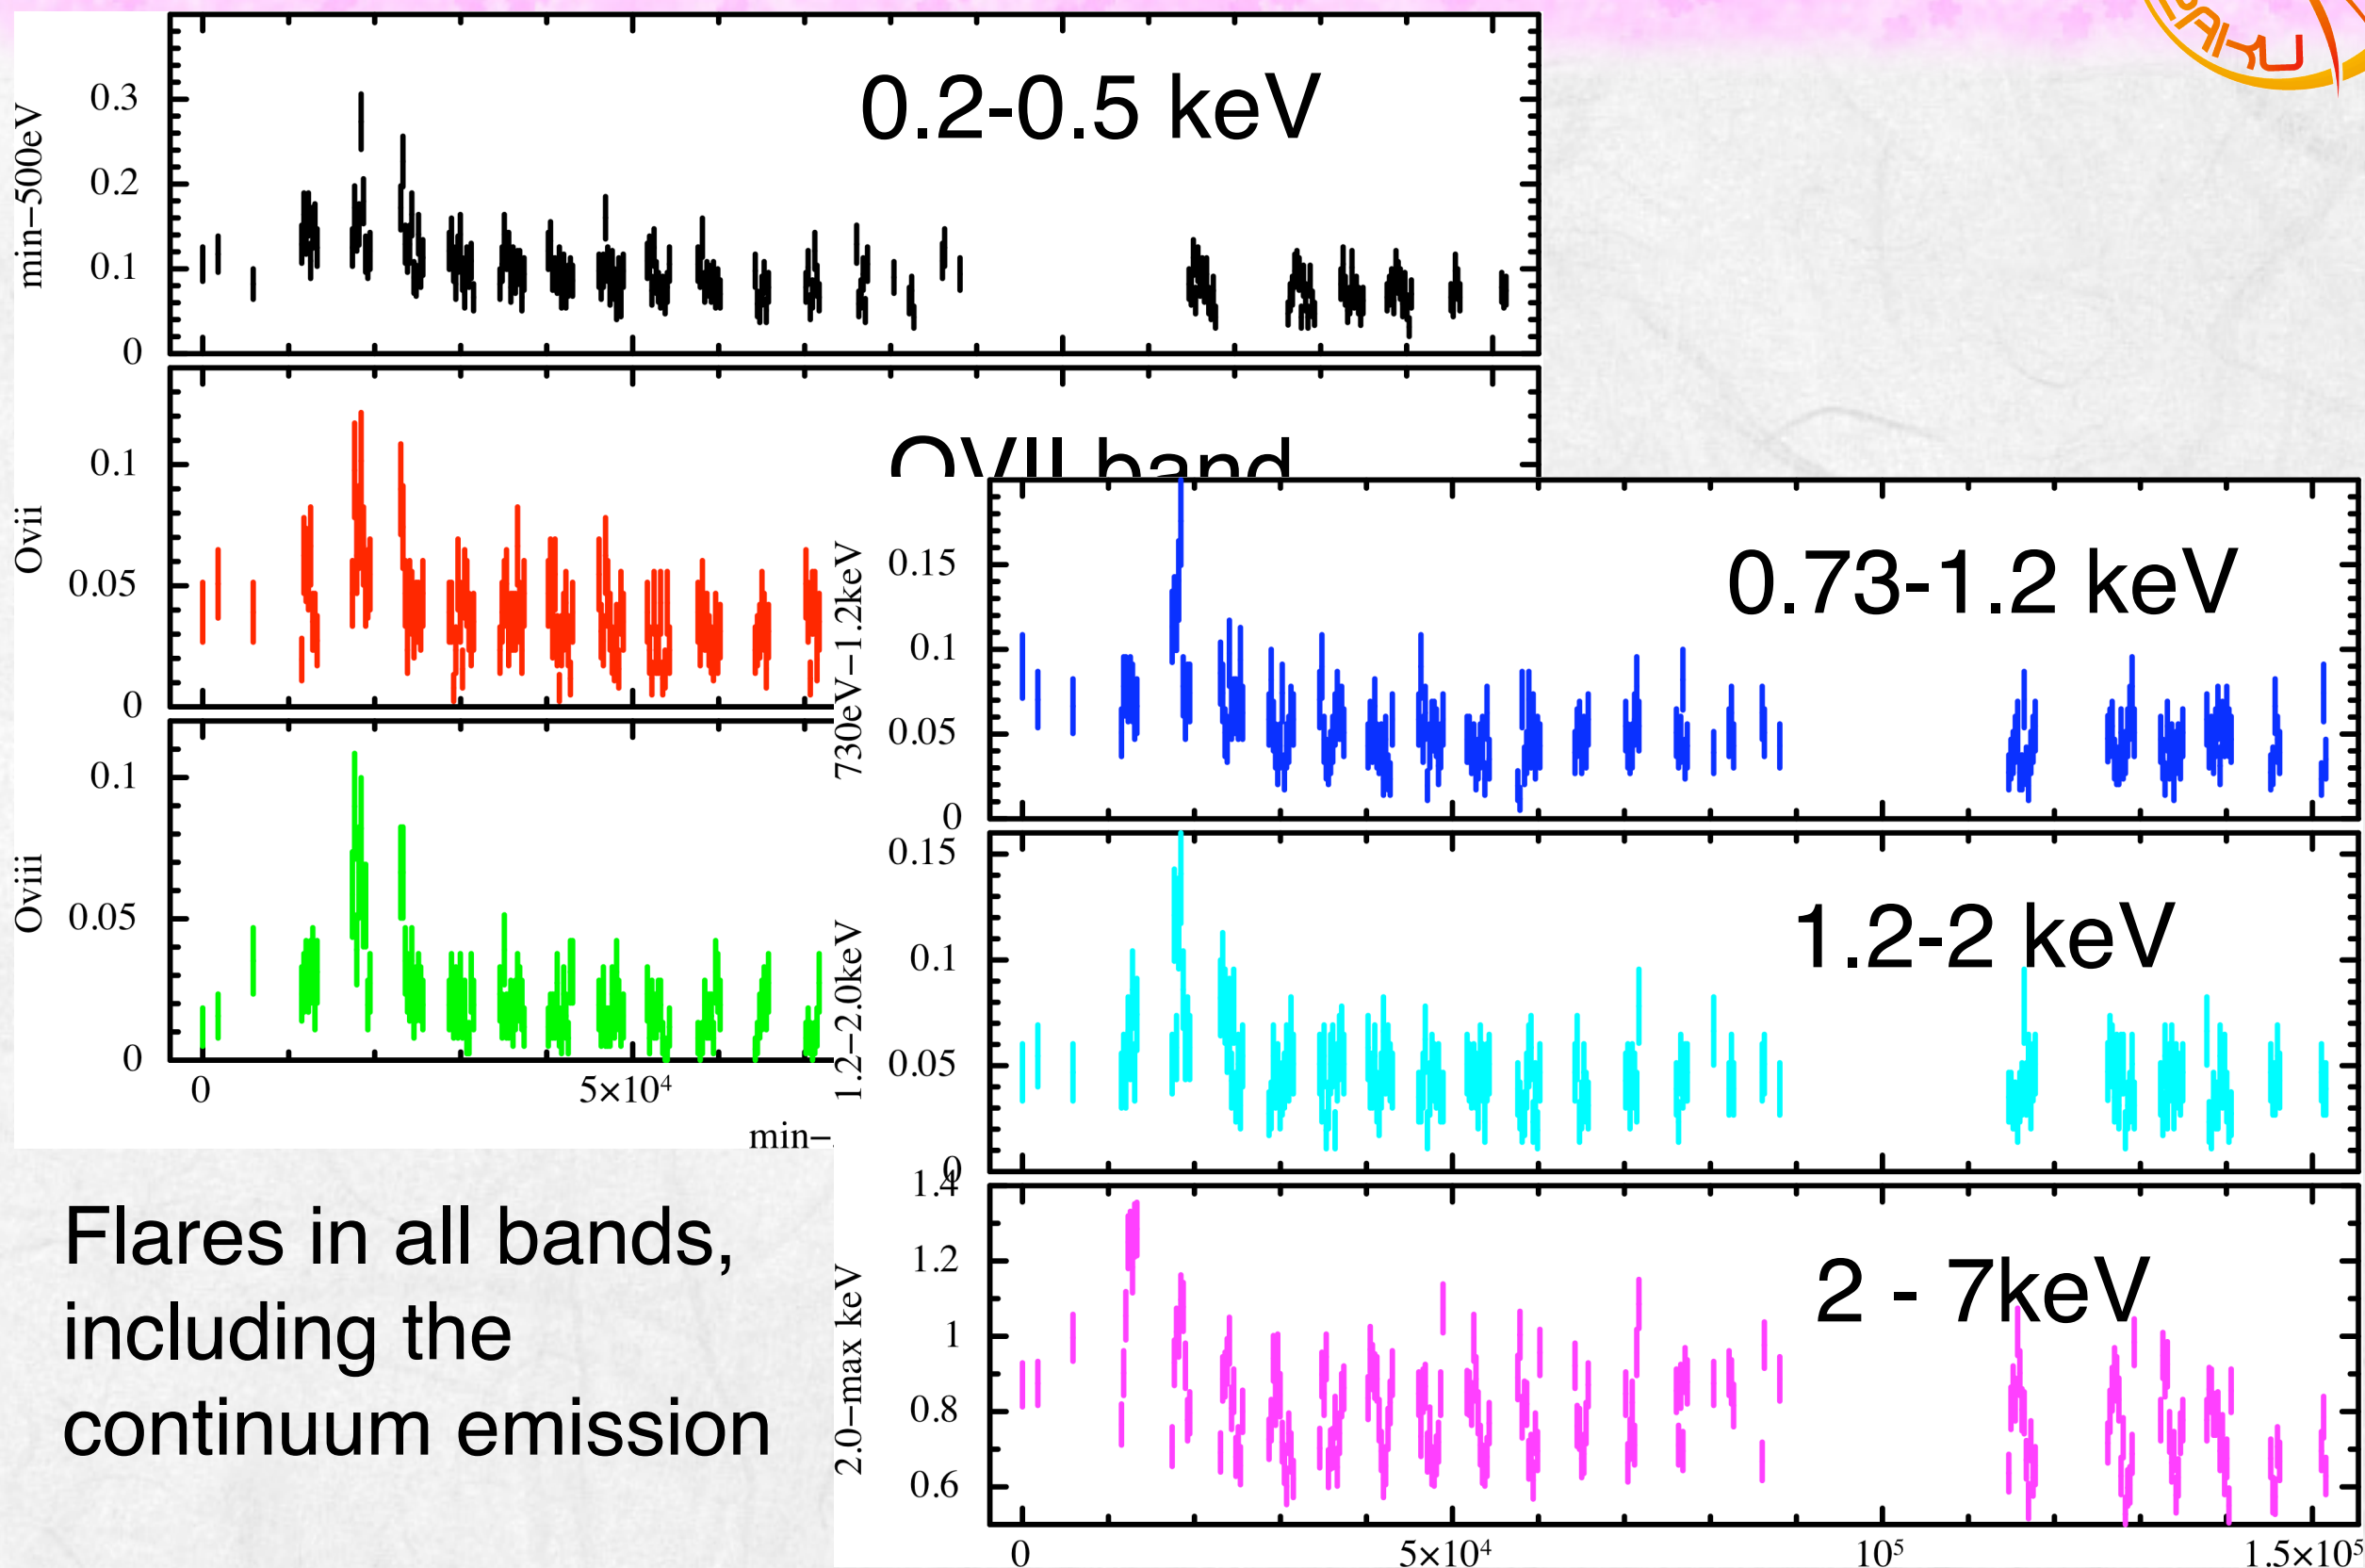 min−500eV
0.3
0.2
0.1
0
0.2-0.5 keV
Ovii
0.1
0.05
0
OVII band
Oviii
0.1
0.05
0
0
5×10⁴
min−
730eV−1.2keV
0.15
0.1
0.05
0
0.73-1.2 keV
1.2−2.0keV
0.15
0.1
0.05
0
1.2-2 keV
2.0−max keV
1.4
1.2
1
0.8
0.6
2 - 7keV
0
5×10⁴
10⁵
1.5×10⁵
Flares in all bands,
including the
continuum emission